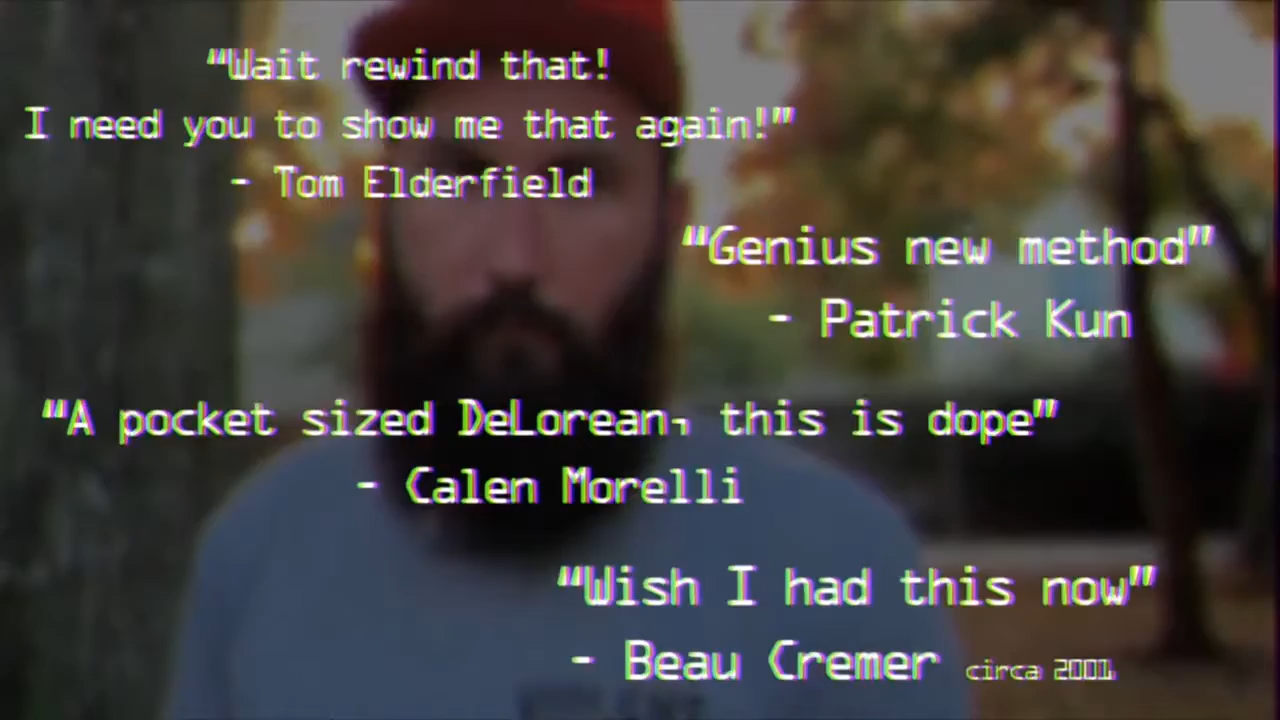 “Wait rewind that!
I need you to show me that again!”
- Tom Elderfield
“Genius new method”
- Patrick Kun
“A pocket sized DeLorean, this is dope”
- Calen Morelli
“Wish I had this now”
- Beau Cremer circa 2001